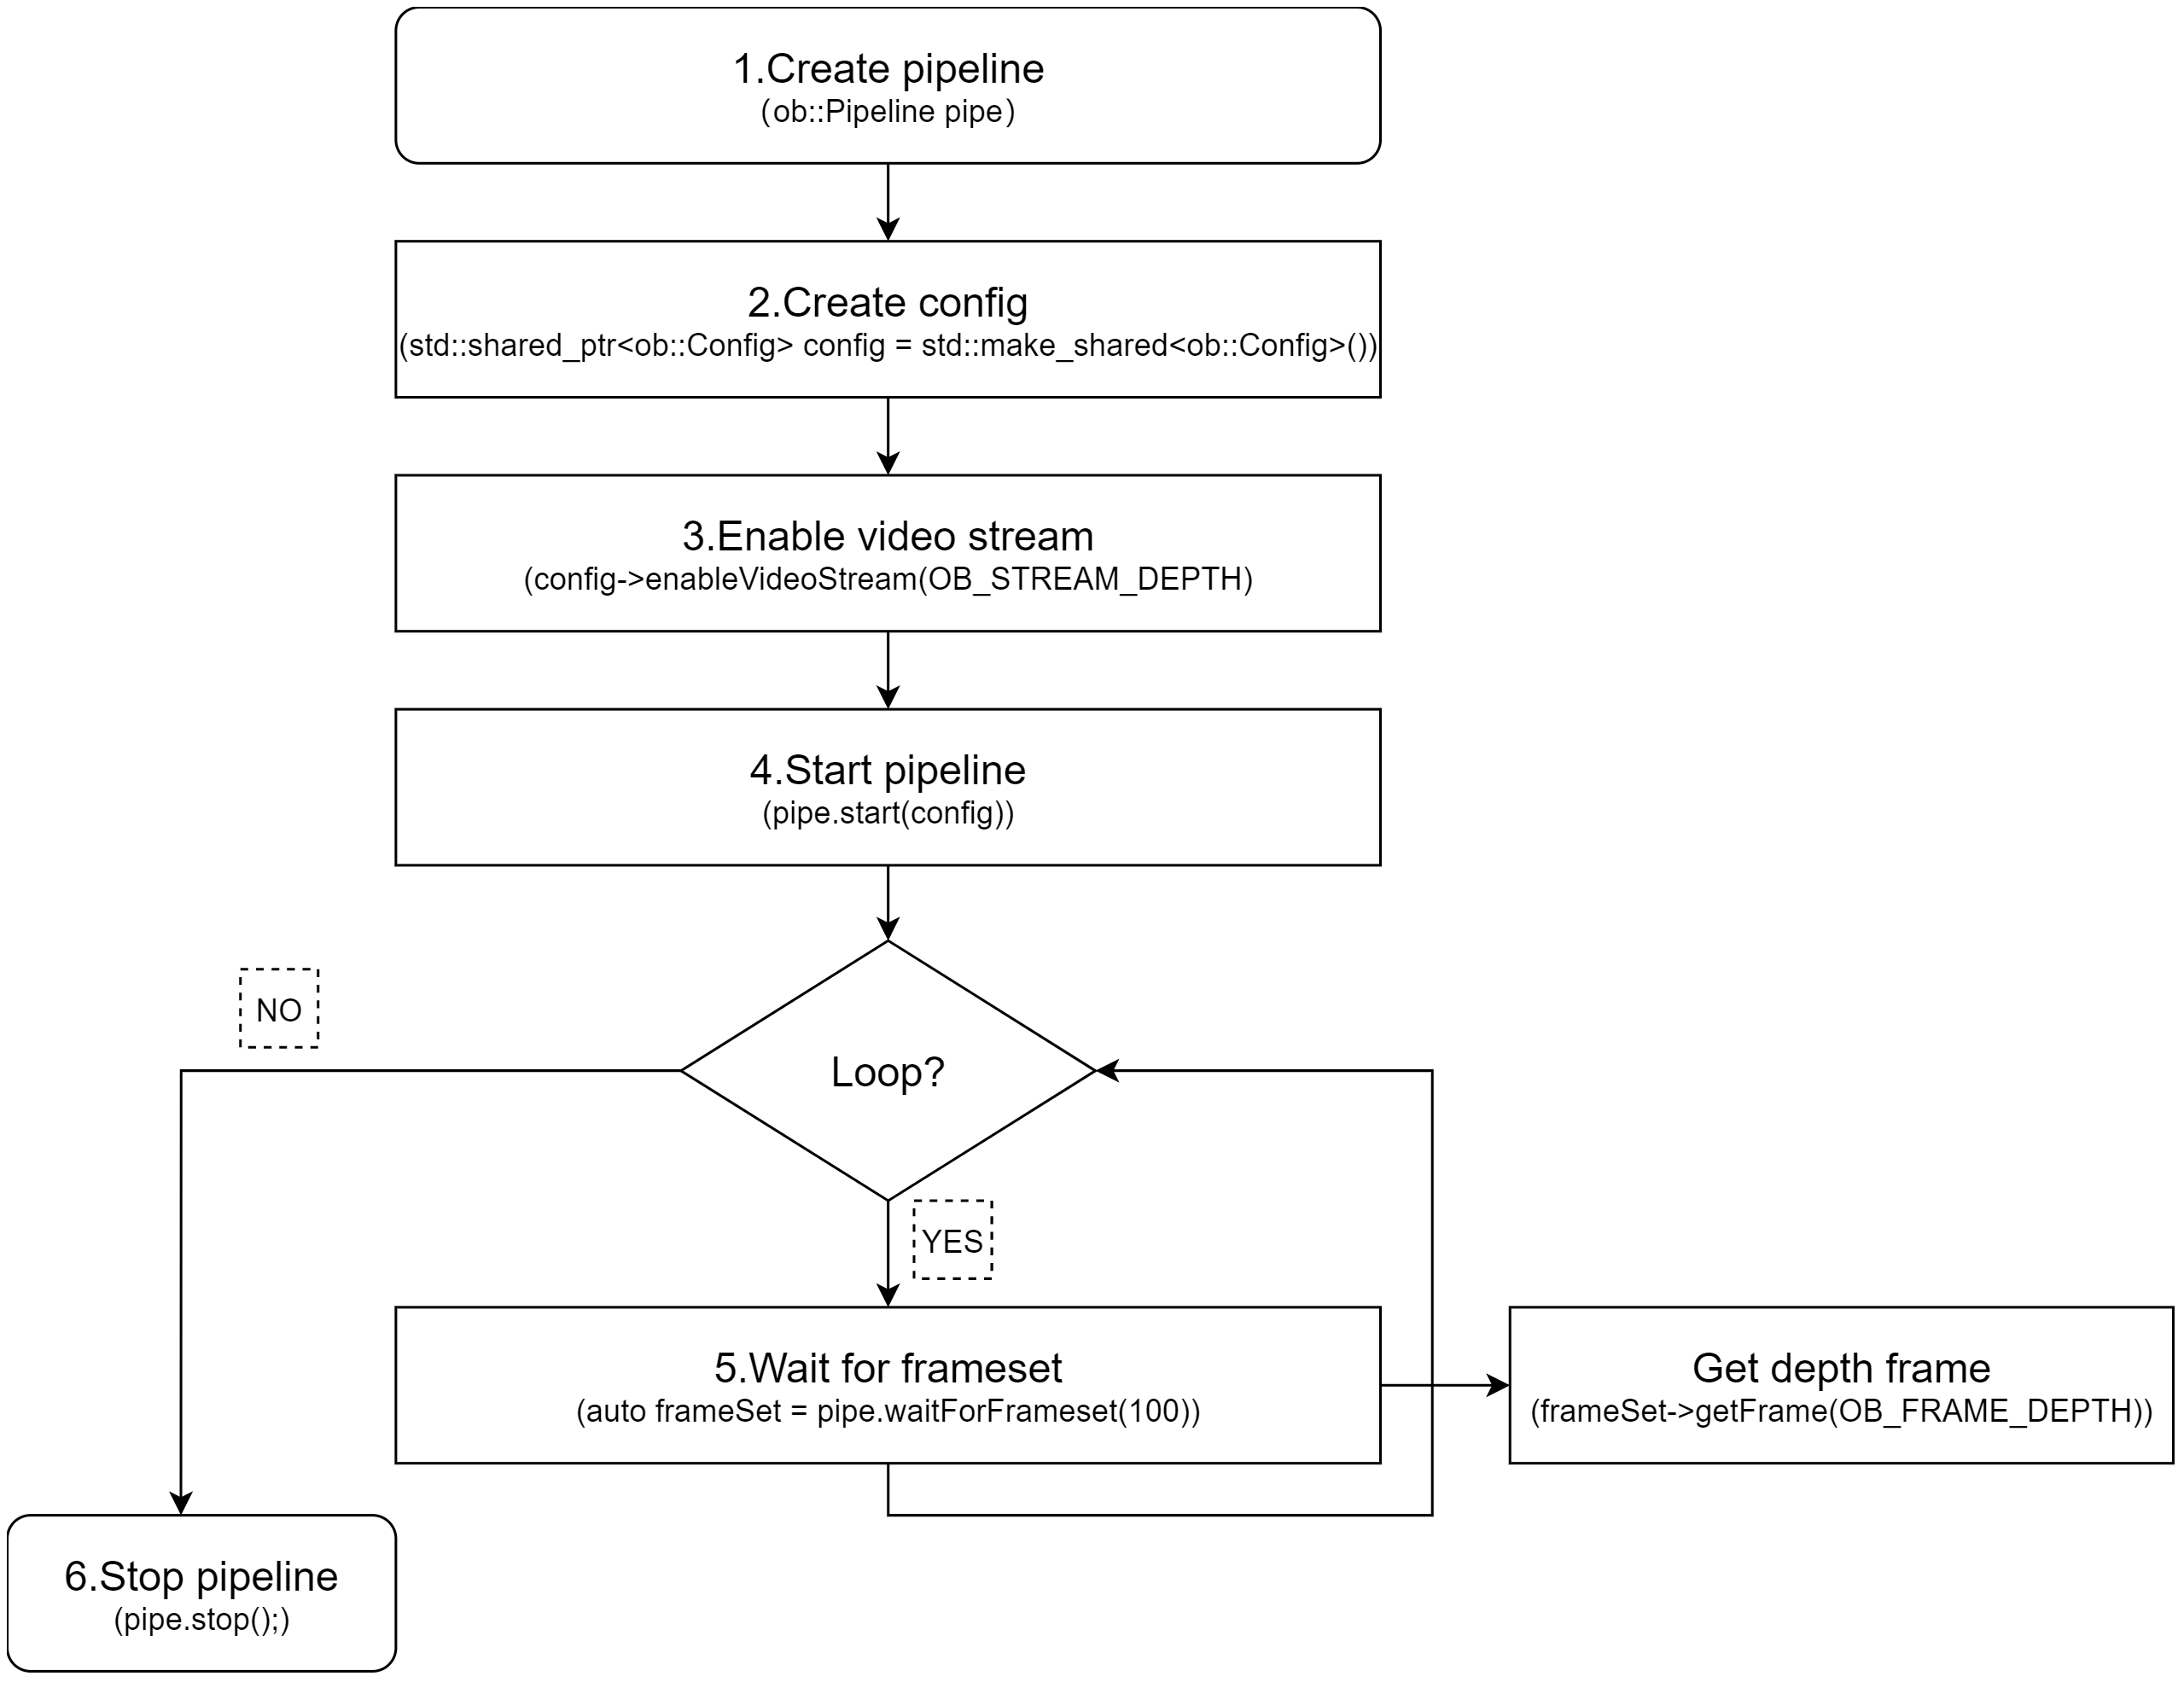 1.Create pipeline
(ob::Pipeline pipe)
2.Create config
(std::shared_ptr<ob::Config> config = std::make_shared<ob::Config>())
3.Enable video stream
(config->enableVideoStream(OB_STREAM_DEPTH)
4.Start pipeline
(pipe.start(config))
NO
Loop?
YES
5.Wait for frameset
(auto frameSet = pipe.waitForFrameset(100))
Get depth frame
(frameSet->getFrame(OB_FRAME_DEPTH))
6.Stop pipeline
(pipe.stop();)